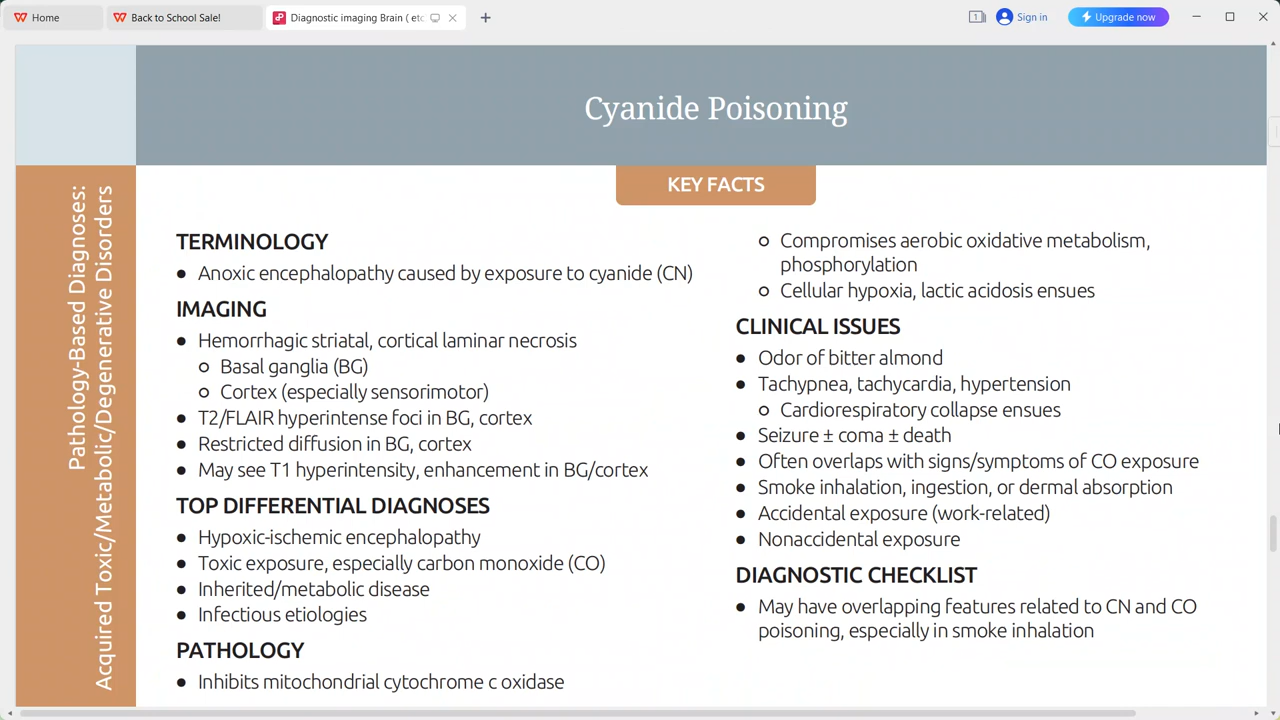 Home
Back to School Sale!
Diagnostic imaging Brain ( etc
1
Sign in
Upgrade now
Cyanide Poisoning
KEY FACTS
Pathology-Based Diagnoses:
Acquired Toxic/Metabolic/Degenerative Disorders
TERMINOLOGY
• Anoxic encephalopathy caused by exposure to cyanide (CN)
IMAGING
• Hemorrhagic striatal, cortical laminar necrosis
○ Basal ganglia (BG)
○ Cortex (especially sensorimotor)
• T2/FLAIR hyperintense foci in BG, cortex
• Restricted diffusion in BG, cortex
• May see T1 hyperintensity, enhancement in BG/cortex
TOP DIFFERENTIAL DIAGNOSES
• Hypoxic-ischemic encephalopathy
• Toxic exposure, especially carbon monoxide (CO)
• Inherited/metabolic disease
• Infectious etiologies
PATHOLOGY
• Inhibits mitochondrial cytochrome c oxidase
○ Compromises aerobic oxidative metabolism,
phosphorylation
○ Cellular hypoxia, lactic acidosis ensues
CLINICAL ISSUES
• Odor of bitter almond
• Tachypnea, tachycardia, hypertension
○ Cardiorespiratory collapse ensues
• Seizure ± coma ± death
• Often overlaps with signs/symptoms of CO exposure
• Smoke inhalation, ingestion, or dermal absorption
• Accidental exposure (work-related)
• Nonaccidental exposure
DIAGNOSTIC CHECKLIST
• May have overlapping features related to CN and CO
poisoning, especially in smoke inhalation